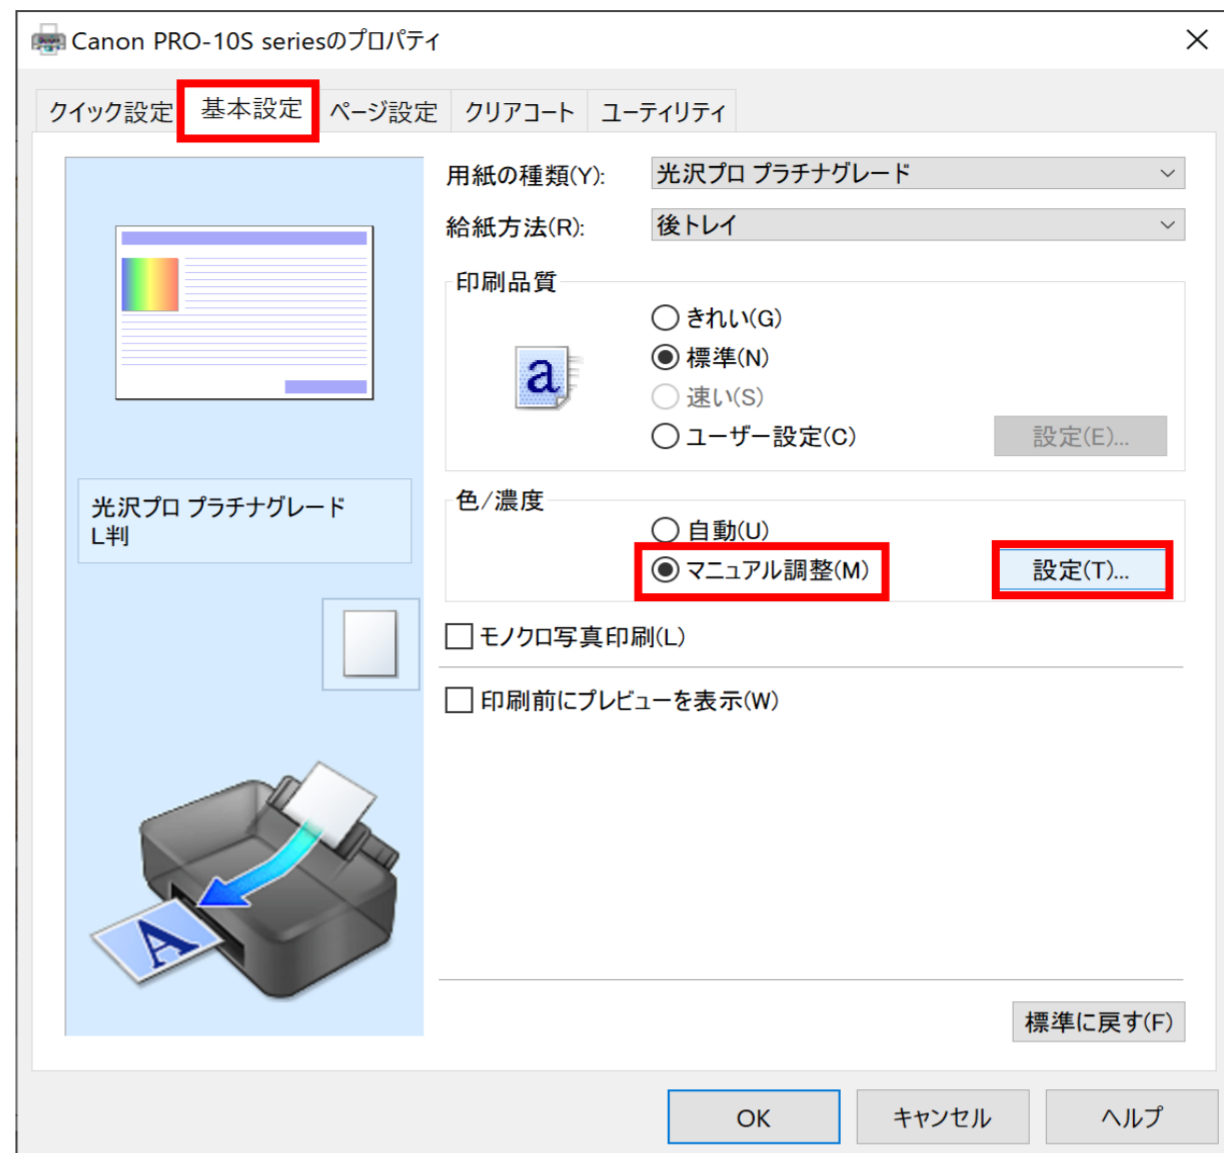 Canon PRO-10S seriesのプロパティ
クイック設定 基本設定 ページ設定 クリアコート ユーティリティ
用紙の種類(Y): 光沢プロ プラチナグレード
給紙方法(R): 後トレイ
印刷品質
きれい(G)
a
標準(N)
速い(S)
ユーザー設定(C) 設定(E)...
光沢プロ プラチナグレード
L判
色/濃度
自動(U)
マニュアル調整(M) 設定(T)...
モノクロ写真印刷(L)
印刷前にプレビューを表示(W)
A
標準に戻す(F)
OK キャンセル ヘルプ